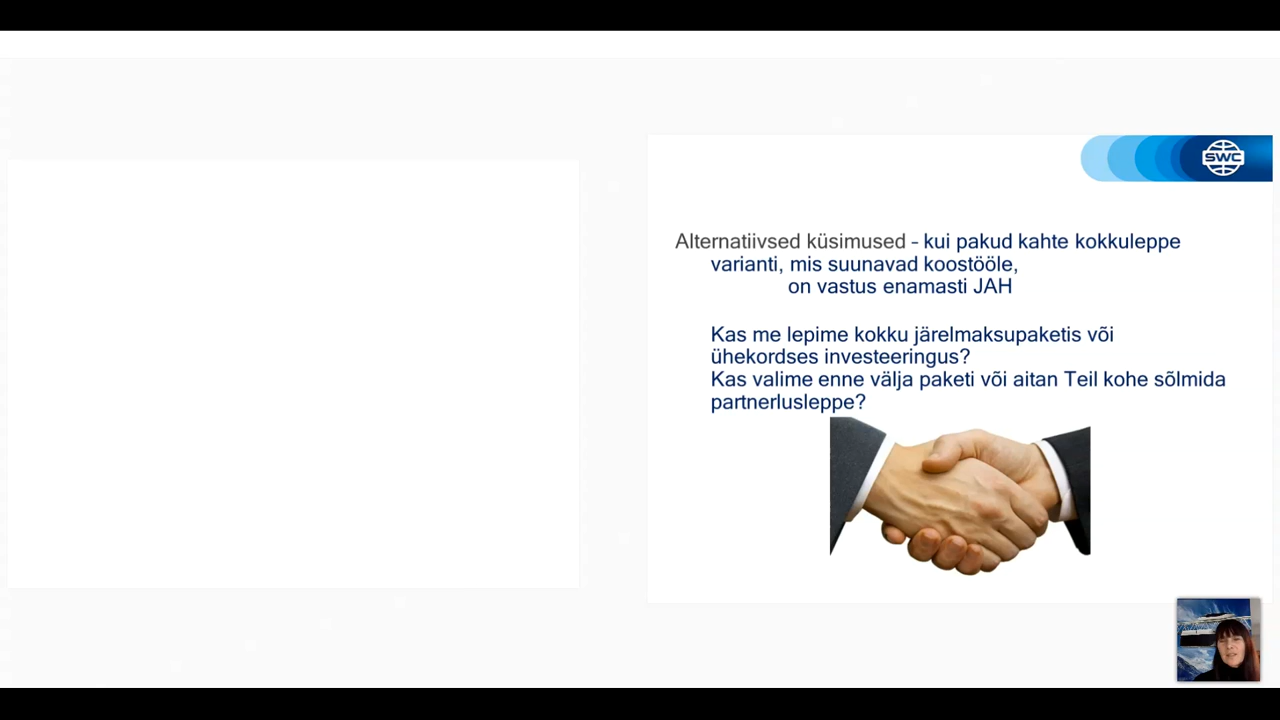 SWC
Alternatiivsed küsimused - kui pakud kahte kokkuleppe
varianti, mis suunavad koostööle,
on vastus enamasti JAH
Kas me lepime kokku järelmaksupaketis või
ühekordses investeeringus?
Kas valime enne välja paketi või aitan Teil kohe sõlmida
partnerlusleppe?